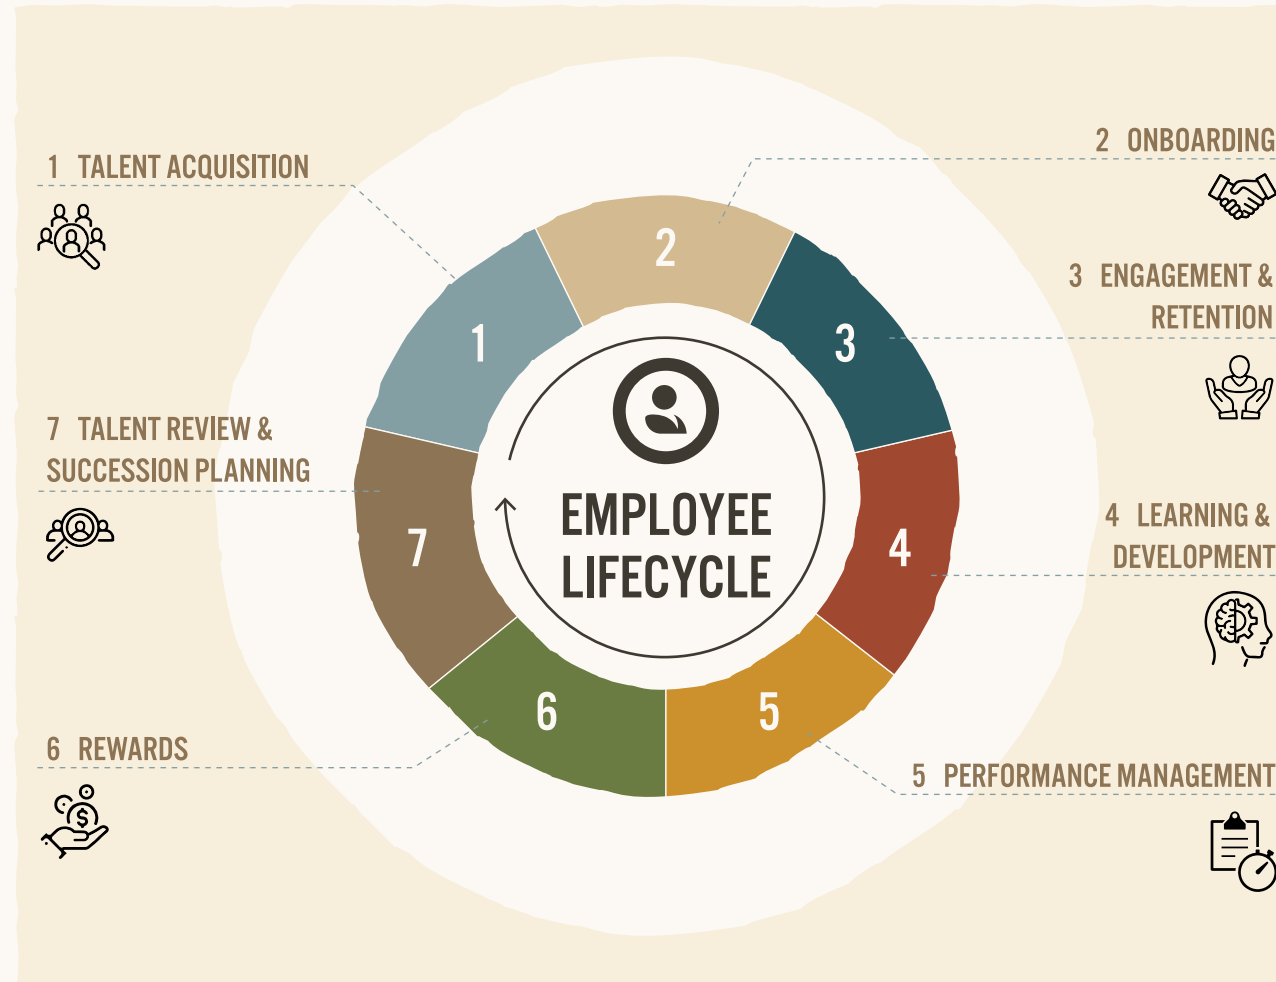 1 TALENT ACQUISITION
2 ONBOARDING
3 ENGAGEMENT &
RETENTION
4 LEARNING &
DEVELOPMENT
5 PERFORMANCE MANAGEMENT
6 REWARDS
7 TALENT REVIEW &
SUCCESSION PLANNING
1
2
3
4
5
6
7
EMPLOYEE
LIFECYCLE